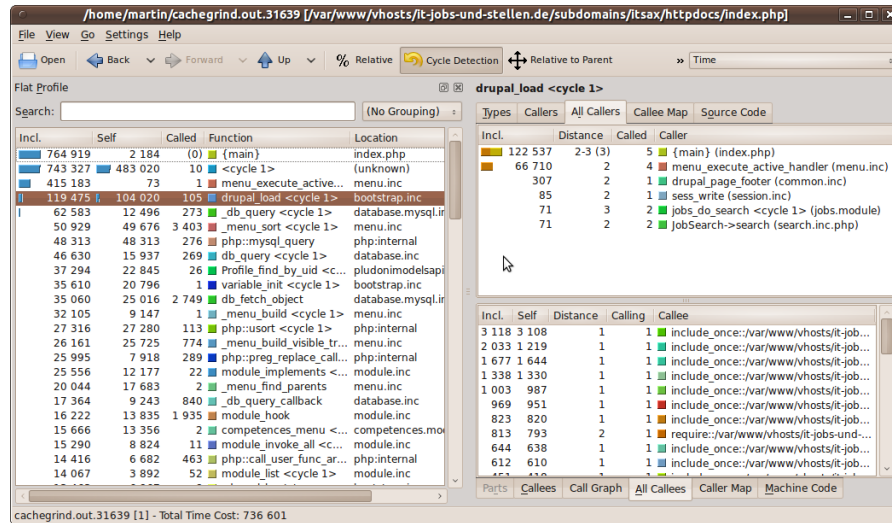 /home/martin/cachegrind.out.31639 [/var/www/vhosts/it-jobs-und-stellen.de/subdomains/itsax/httpdocs/index.php]
File View Go Settings Help
Open Back Forward Up % Relative Cycle Detection Relative to Parent » Time
Flat Profile
Search: (No Grouping)
Incl. Self Called Function Location
764 919 2 184 (0) {main} index.php
743 327 483 020 10 <cycle 1> (unknown)
415 183 73 1 menu_execute_active... menu.inc
119 475 104 020 105 drupal_load <cycle 1> bootstrap.inc
62 583 12 496 273 _db_query <cycle 1> database.mysql.in
50 929 49 676 3 403 _menu_sort <cycle 1> menu.inc
48 313 48 313 276 php::mysql_query php:internal
46 630 15 937 269 db_query <cycle 1> database.inc
37 294 22 845 26 Profile_find_by_uid <c... pludonimodelsapi
35 610 20 796 1 variable_init <cycle 1> bootstrap.inc
35 060 25 016 2 749 db_fetch_object database.mysql.in
32 105 9 147 1 _menu_build <cycle 1> menu.inc
27 316 27 280 113 php::usort <cycle 1> php:internal
26 161 25 725 774 _menu_build_visible_tr... menu.inc
25 995 7 918 289 php::preg_replace_call... php:internal
25 556 12 177 22 module_implements <... module.inc
20 044 17 683 2 _menu_find_parents menu.inc
17 364 9 243 840 _db_query_callback database.inc
16 222 13 835 1 935 module_hook module.inc
15 666 13 356 2 competences_menu <... competences.mod
15 290 8 824 11 module_invoke_all <c... module.inc
14 416 6 682 463 php::call_user_func_ar... php:internal
14 067 3 892 52 module_list <cycle 1> module.inc
drupal_load <cycle 1>
Types Callers All Callers Callee Map Source Code
Incl. Distance Called Caller
122 537 2-3 (3) 5 {main} (index.php)
66 710 2 4 menu_execute_active_handler (menu.inc)
307 2 1 drupal_page_footer (common.inc)
85 2 1 sess_write (session.inc)
71 3 2 jobs_do_search <cycle 1> (jobs.module)
71 2 2 JobSearch->search (search.inc.php)
Incl. Self Distance Calling Callee
3 118 3 108 1 1 include_once::/var/www/vhosts/it-job...
2 033 1 219 1 1 include_once::/var/www/vhosts/it-job...
1 677 1 644 1 1 include_once::/var/www/vhosts/it-job...
1 338 1 330 1 1 include_once::/var/www/vhosts/it-job...
1 003 987 1 1 include_once::/var/www/vhosts/it-job...
969 951 1 1 include_once::/var/www/vhosts/it-job...
823 820 1 1 include_once::/var/www/vhosts/it-job...
813 793 2 1 require::/var/www/vhosts/it-jobs-und-...
644 638 1 1 include_once::/var/www/vhosts/it-job...
612 610 1 1 include_once::/var/www/vhosts/it-job...
Parts Callees Call Graph All Callees Caller Map Machine Code
cachegrind.out.31639 [1] - Total Time Cost: 736 601